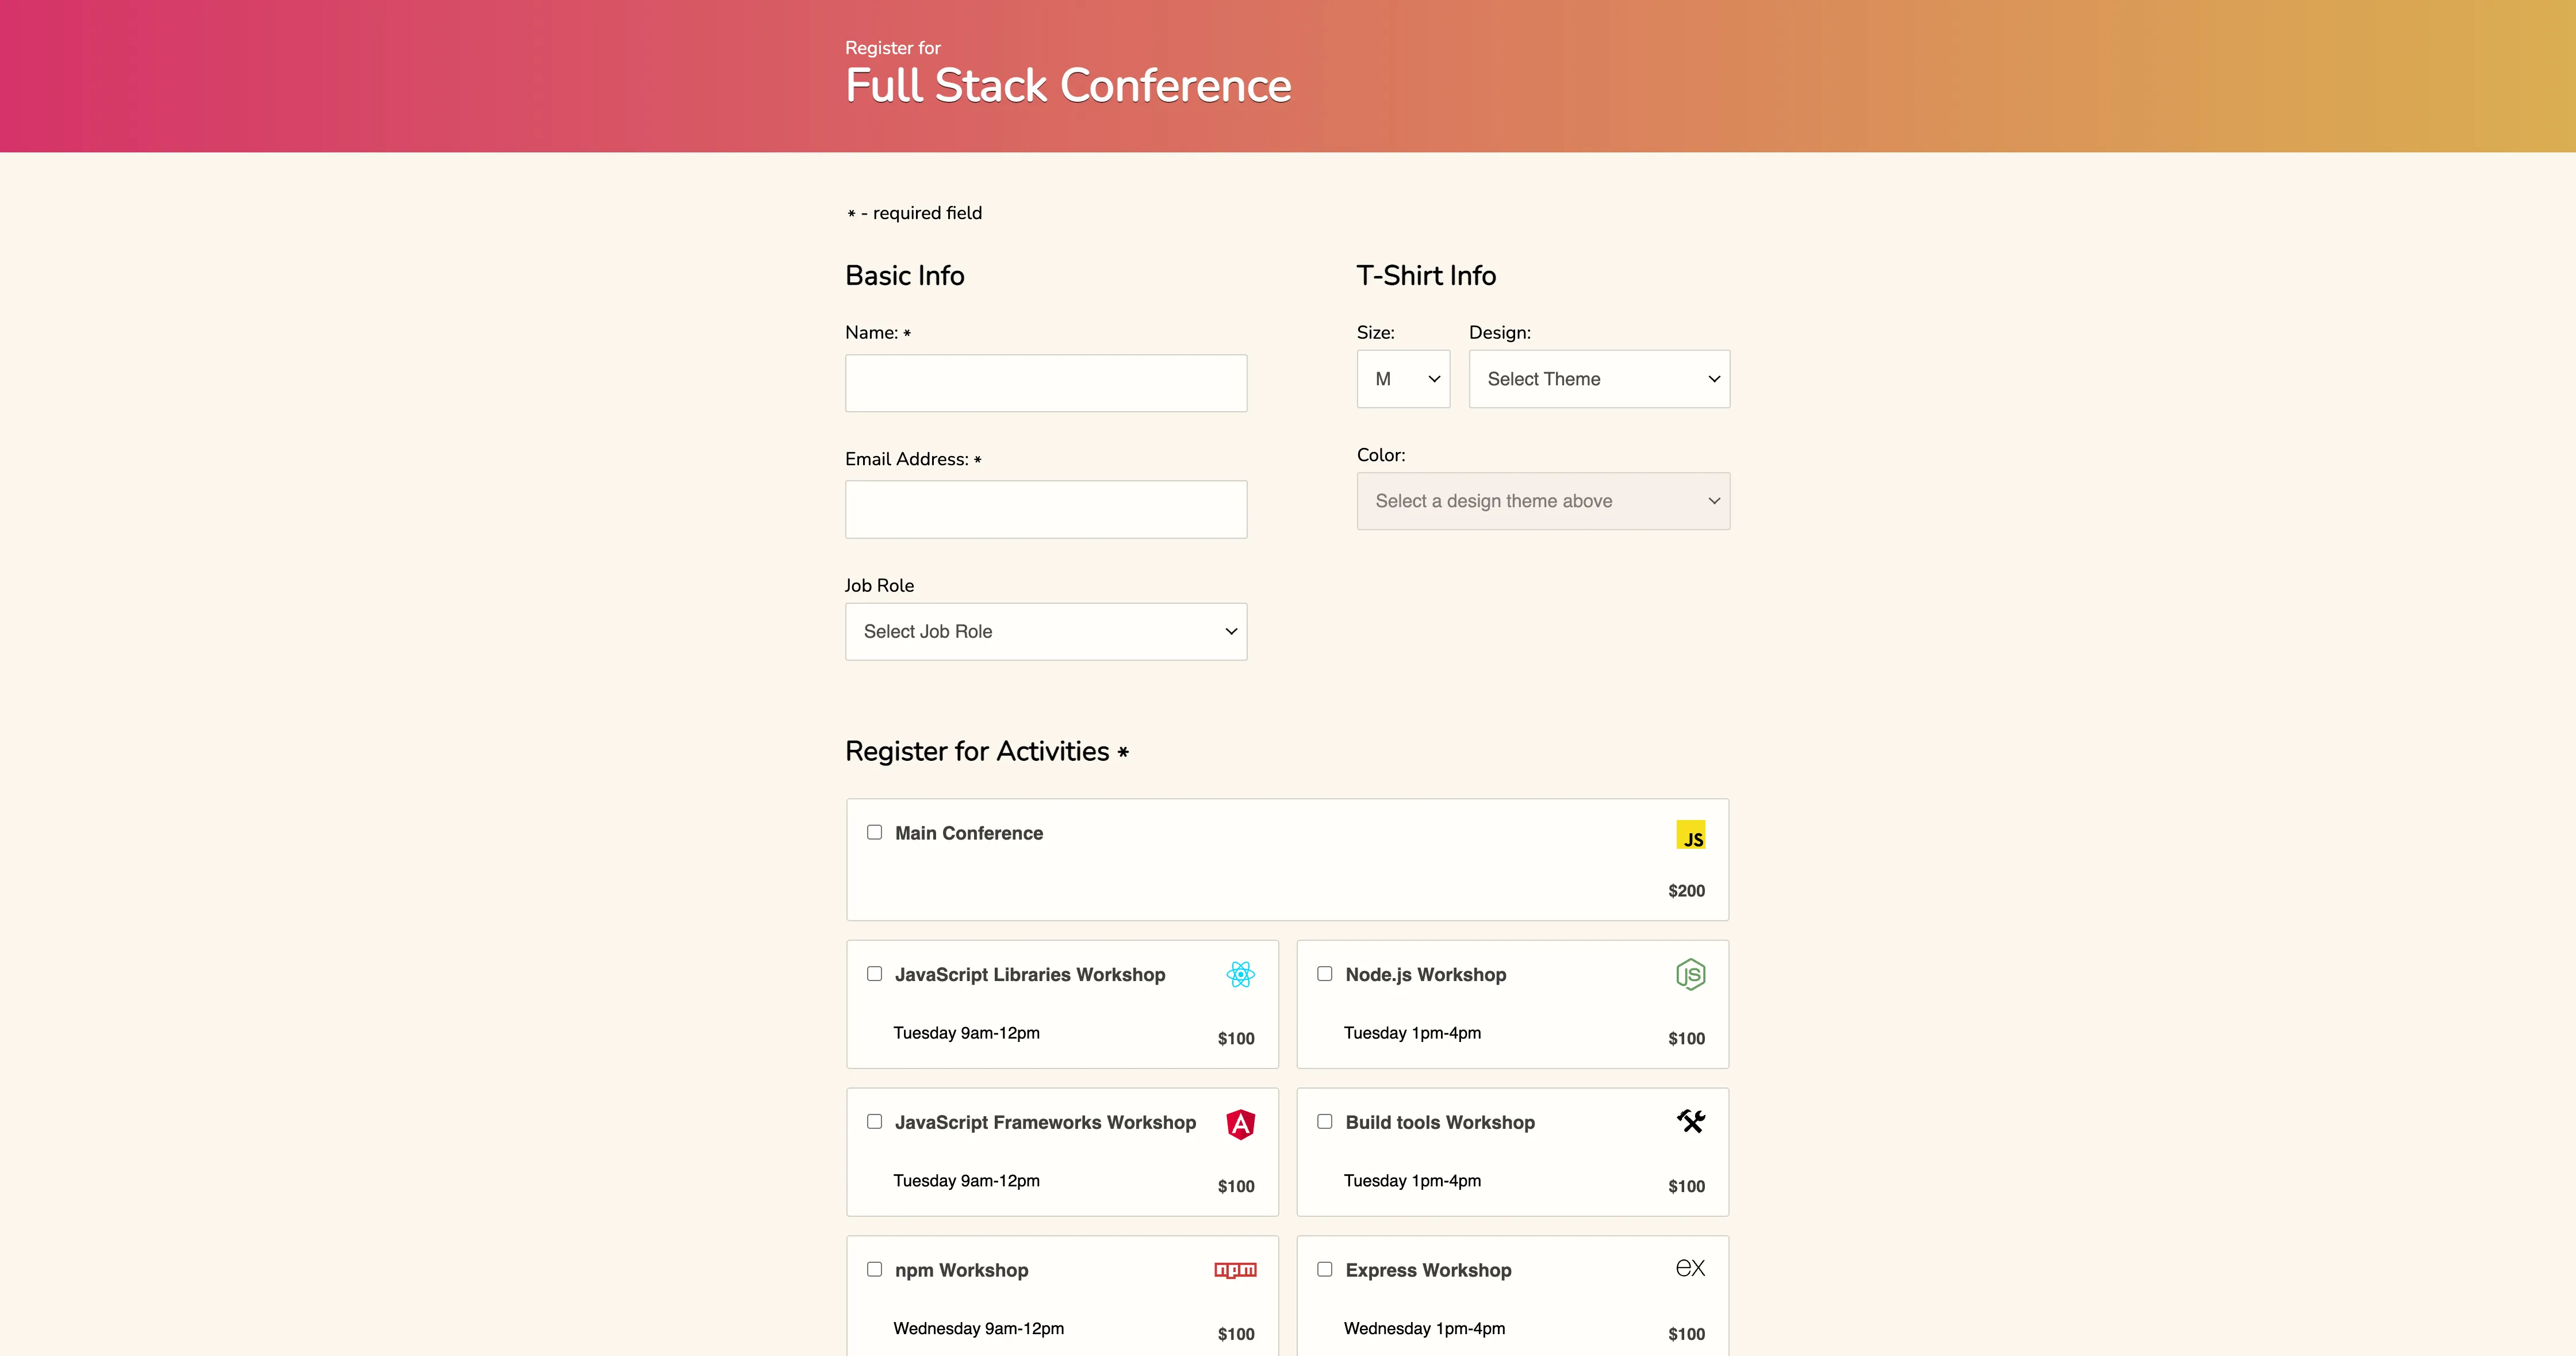 Register for
Full Stack Conference
* - required field
Basic Info
Name: *
Email Address: *
Job Role
Select Job Role
T-Shirt Info
Size:
Design:
M
Select Theme
Color:
Select a design theme above
Register for Activities *
Main Conference
JS
$200
JavaScript Libraries Workshop
Tuesday 9am-12pm
$100
Node.js Workshop
JS
Tuesday 1pm-4pm
$100
JavaScript Frameworks Workshop
A
Tuesday 9am-12pm
$100
Build tools Workshop
Tuesday 1pm-4pm
$100
npm Workshop
npm
Wednesday 9am-12pm
$100
Express Workshop
ex
Wednesday 1pm-4pm
$100